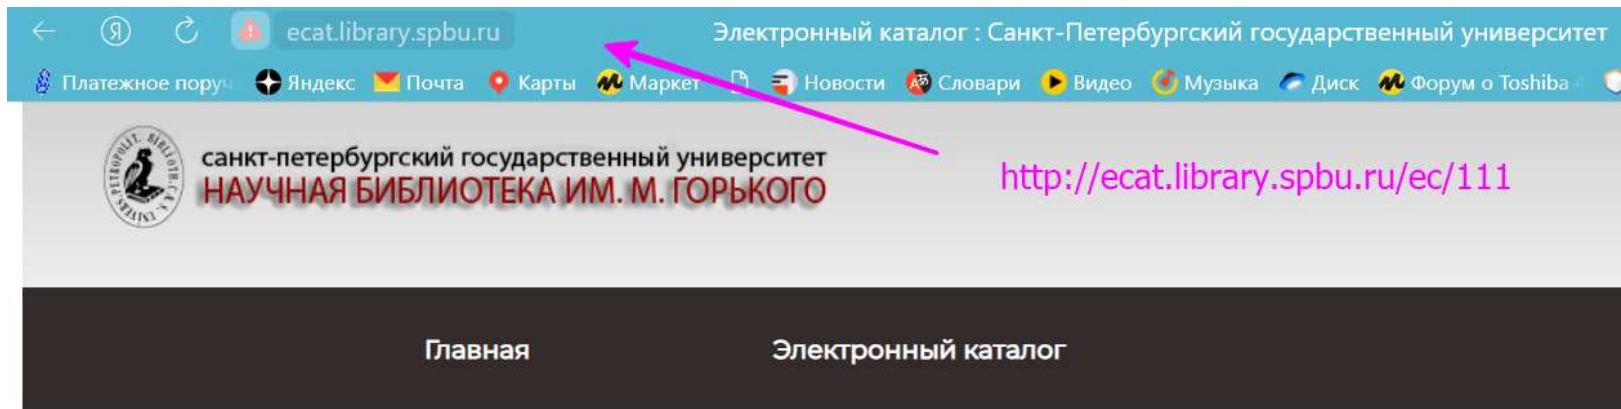 ecat.library.spbu.ru Электронный каталог : Санкт-Петербургский государственный университет
Платежное поруч Яндекс Почта Карты Маркет Новости Словари Видео Музыка Диск Форум о Toshiba
санкт-петербургский государственный университет
НАУЧНАЯ БИБЛИОТЕКА ИМ. М. ГОРЬКОГО
http://ecat.library.spbu.ru/ec/111
Главная Электронный каталог